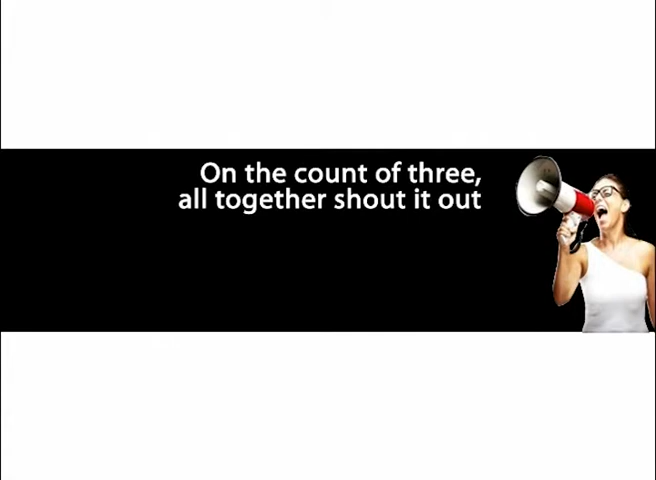 On the count of three,
all together shout it out